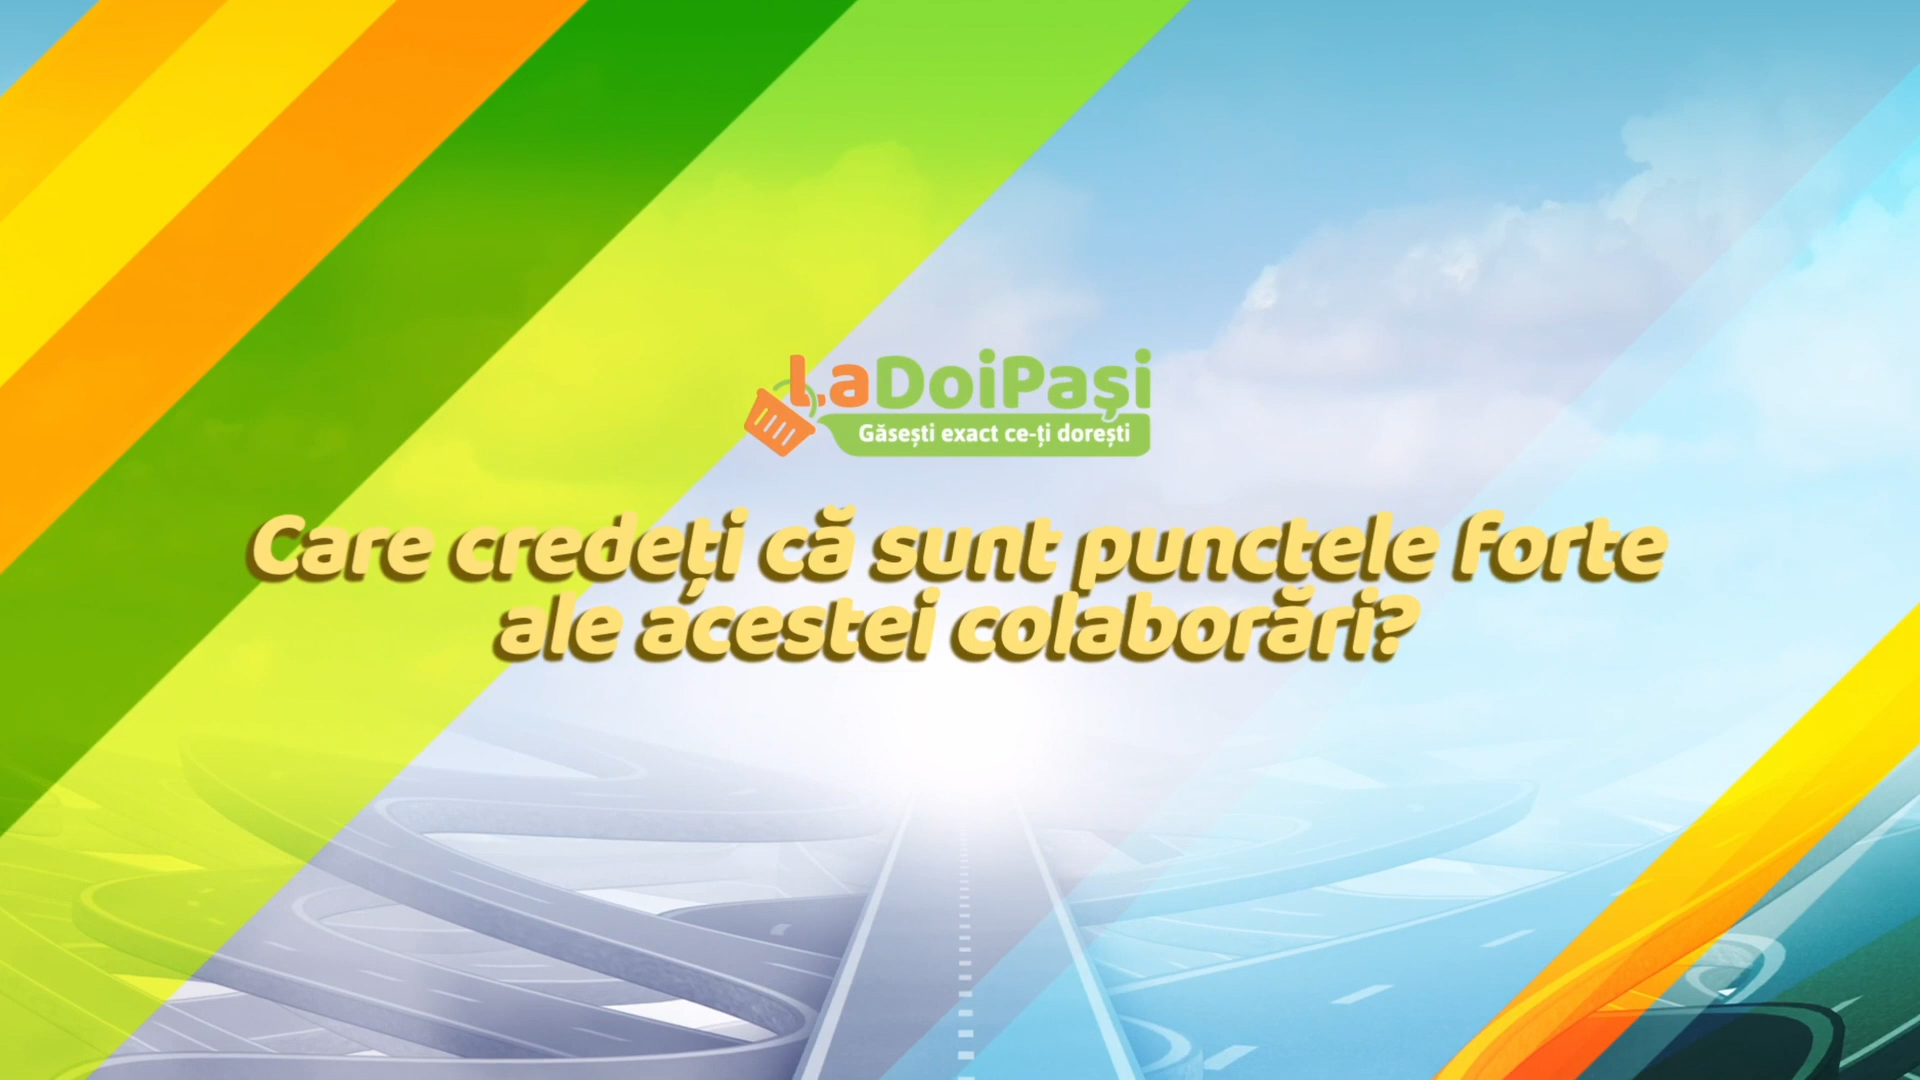 LaDoiPași
Găsești exact ce-ți dorești
Care credeți că sunt punctele forte
ale acestei colaborări?